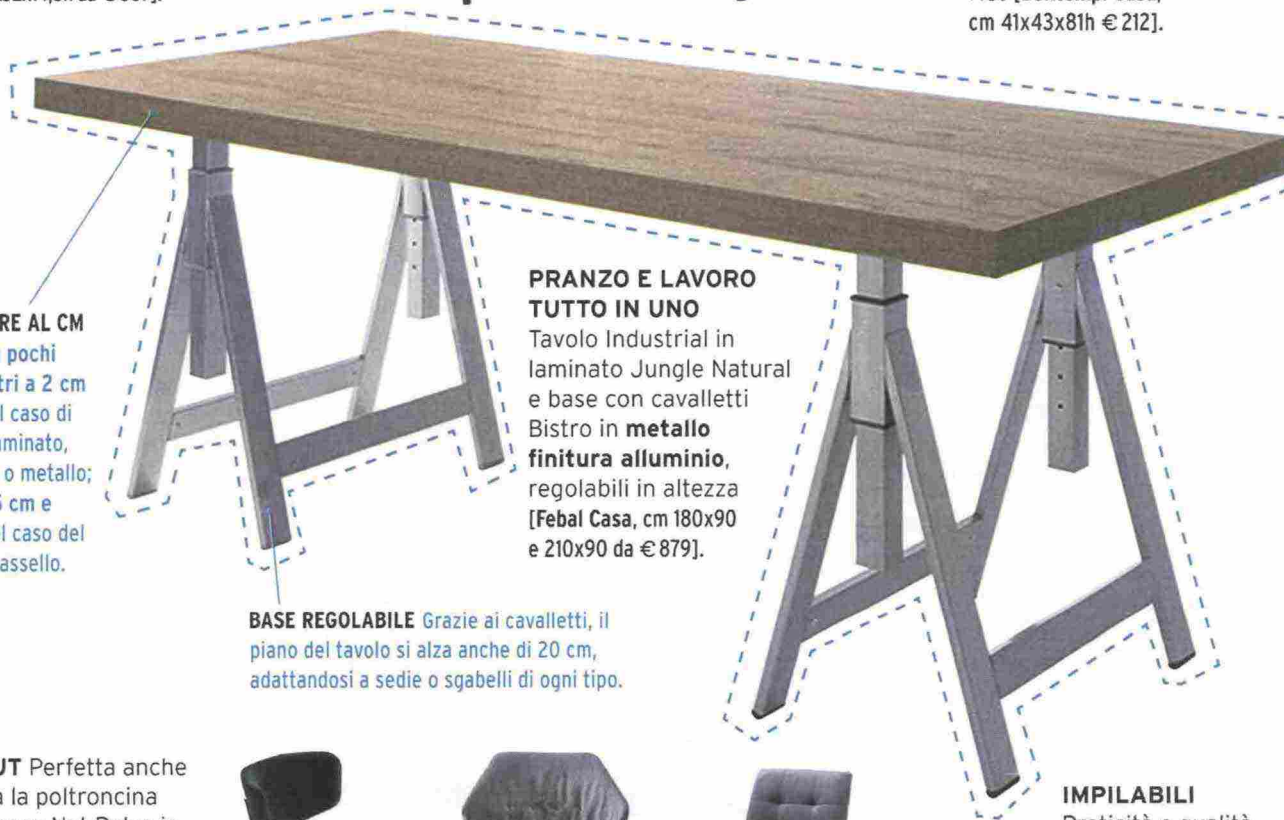 cm 41x43x81h € 212].
PRANZO E LAVORO
TUTTO IN UNO
Tavolo Industrial in
laminato Jungle Natural
e base con cavalletti
Bistro in metallo
finitura alluminio,
regolabili in altezza
[Febal Casa, cm 180x90
e 210x90 da € 879].
RE AL CM
pochi
tri a 2 cm
l caso di
minato,
o metallo;
5 cm e
el caso del
assello.
BASE REGOLABILE Grazie ai cavalletti, il
piano del tavolo si alza anche di 20 cm,
adattandosi a sedie o sgabelli di ogni tipo.
UT Perfetta anche
a la poltroncina
IMPILABILI